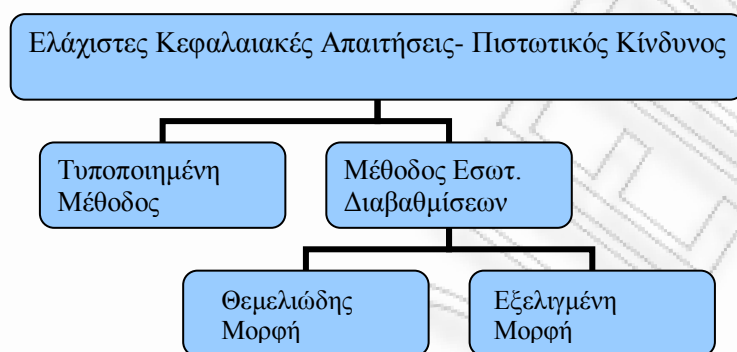 Ελάχιστες Κεφαλαιακές Απαιτήσεις- Πιστωτικός Κίνδυνος
Τυποποιημένη
Μέθοδος
Μέθοδος Εσωτ.
Διαβαθμίσεων
Θεμελιώδης
Μορφή
Εξελιγμένη
Μορφή